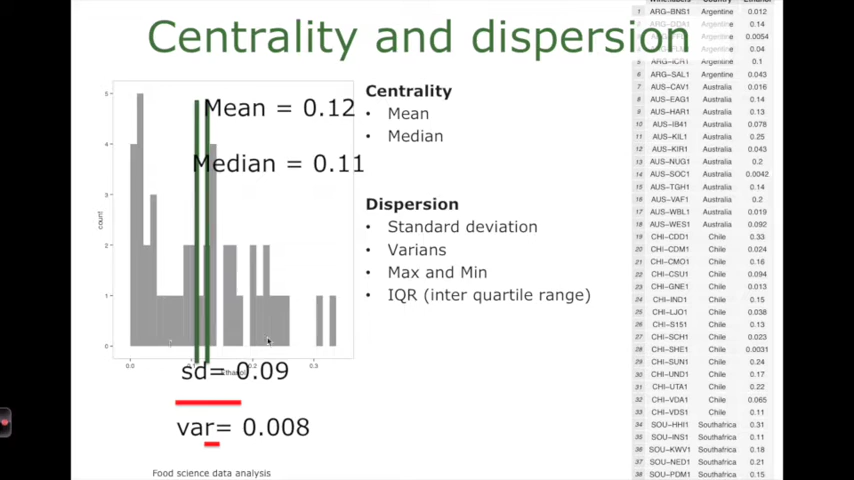 Centrality and dispersion
Mean = 0.12
Median = 0.11
5
4
3
2
1
0
count
0.0
0.2
0.3
sd= 0.09
var= 0.008
Centrality
• Mean
• Median
Dispersion
• Standard deviation
• Varians
• Max and Min
• IQR (inter quartile range)
Food science data analysis
1 ARG-BNS1 Argentine 0.012
Argentine 0.14
0.0054
0.04
5 ARG-ICR1 Argentine 0.1
6 ARG-SAL1 Argentine 0.043
7 AUS-CAV1 Australia 0.016
8 AUS-EAG1 Australia 0.14
9 AUS-HAR1 Australia 0.13
10 AUS-IB41 Australia 0.078
11 AUS-KIL1 Australia 0.25
12 AUS-KIR1 Australia 0.043
13 AUS-NUG1 Australia 0.2
14 AUS-SOC1 Australia 0.0042
15 AUS-TGH1 Australia 0.14
16 AUS-VAF1 Australia 0.2
17 AUS-WBL1 Australia 0.019
18 AUS-WES1 Australia 0.092
19 CHI-CDD1 Chile 0.33
20 CHI-CDM1 Chile 0.024
21 CHI-CMO1 Chile 0.16
22 CHI-CSU1 Chile 0.094
23 CHI-GNE1 Chile 0.013
24 CHI-IND1 Chile 0.15
25 CHI-LJO1 Chile 0.038
26 CHI-S151 Chile 0.13
27 CHI-SCH1 Chile 0.023
28 CHI-SHE1 Chile 0.0031
29 CHI-SUN1 Chile 0.24
30 CHI-UND1 Chile 0.17
31 CHI-UTA1 Chile 0.22
32 CHI-VDA1 Chile 0.065
33 CHI-VDS1 Chile 0.11
34 SOU-HHI1 Southafrica 0.31
35 SOU-INS1 Southafrica 0.11
36 SOU-KWV1 Southafrica 0.18
37 SOU-NED1 Southafrica 0.21
38 SOU-PDM1 Southafrica 0.15